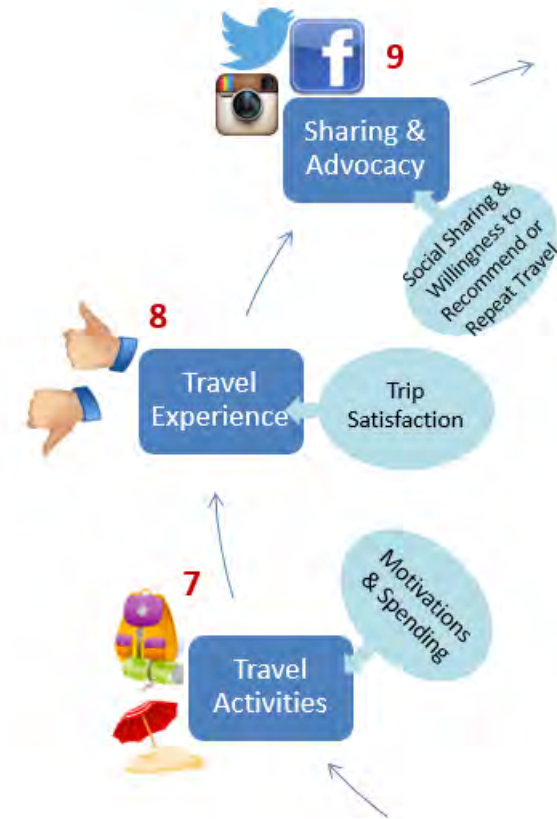 9
Sharing &
Advocacy
Social Sharing &
Willingness to
Recommend or
Repeat Travel
8
Travel
Experience
Trip
Satisfaction
7
Motivations
& Spending
Travel
Activities